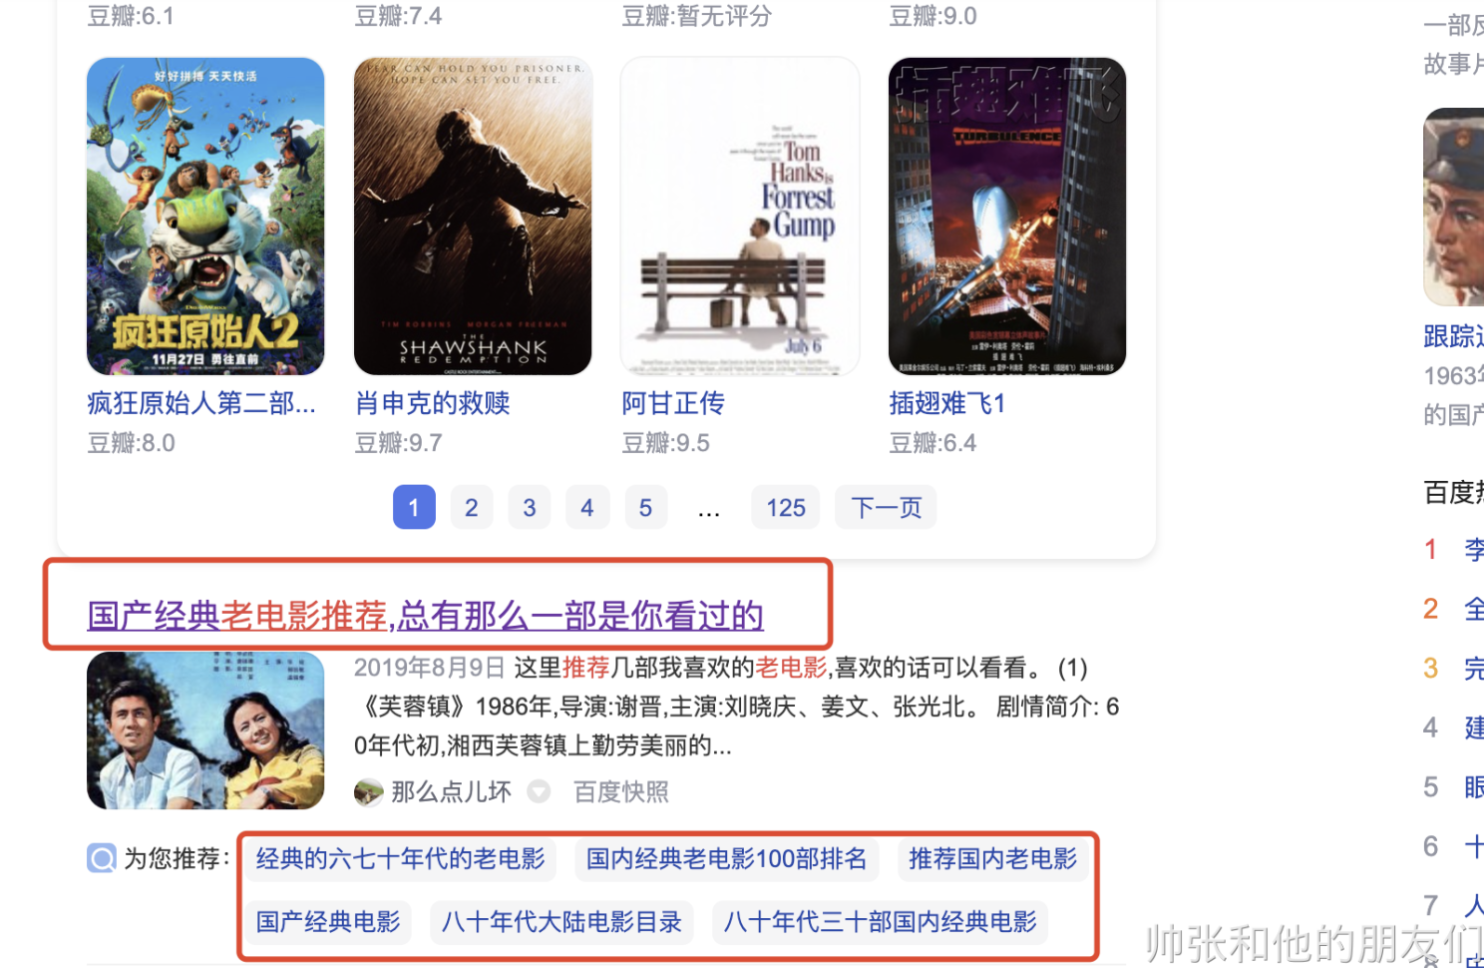 豆瓣:6.1
豆瓣:7.4
豆瓣:暂无评分
豆瓣:9.0
好好拼搏 天天快活
疯狂原始人2
11月27日 勇往直前
FEAR CAN HOLD YOU PRISONER.
HOPE CAN SET YOU FREE.
TIM ROBBINS MORGAN FREEMAN
THE
SHAWSHANK
REDEMPTION
Tom
Hanks is
Forrest
Gump
July 6
插翅难飞
TURBULENCE
疯狂原始人第二部...
肖申克的救赎
阿甘正传
插翅难飞1
豆瓣:8.0
豆瓣:9.7
豆瓣:9.5
豆瓣:6.4
1 2 3 4 5 ... 125 下一页
国产经典老电影推荐,总有那么一部是你看过的
2019年8月9日 这里推荐几部我喜欢的老电影,喜欢的话可以看看。 (1)
《芙蓉镇》1986年,导演:谢晋,主演:刘晓庆、姜文、张光北。 剧情简介: 6
0年代初,湘西芙蓉镇上勤劳美丽的...
那么点儿坏 百度快照
为您推荐:
经典的六七十年代的老电影 国内经典老电影100部排名 推荐国内老电影
国产经典电影 八十年代大陆电影目录 八十年代三十部国内经典电影
一部反
故事片
跟踪追
1963年
的国产
百度热
1 李
2 全
3 完
4 建
5 眼
6 十
7 人
8
帅张和他的朋友们